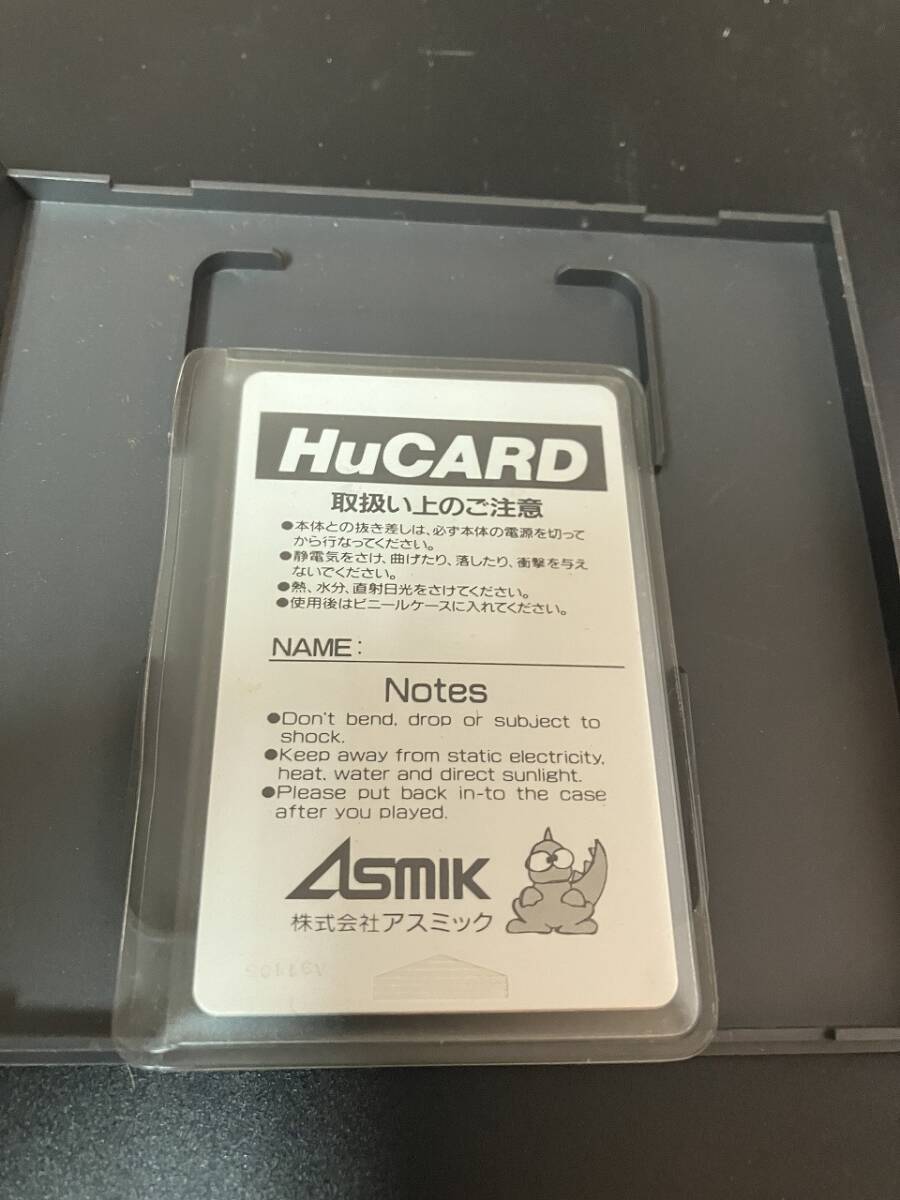 HuCARD
取扱い上のご注意
●本体との抜き差しは、必ず本体の電源を切って
から行なってください。
●静電気をさけ、曲げたり、落したり、衝撃を与え
ないでください。
●熱、水分、直射日光をさけてください。
●使用後はビニールケースに入れてください。
NAME:
Notes
●Don't bend, drop or subject to
shock.
●Keep away from static electricity,
heat, water and direct sunlight.
●Please put back in-to the case
after you played.
ASMIK
株式会社アスミック